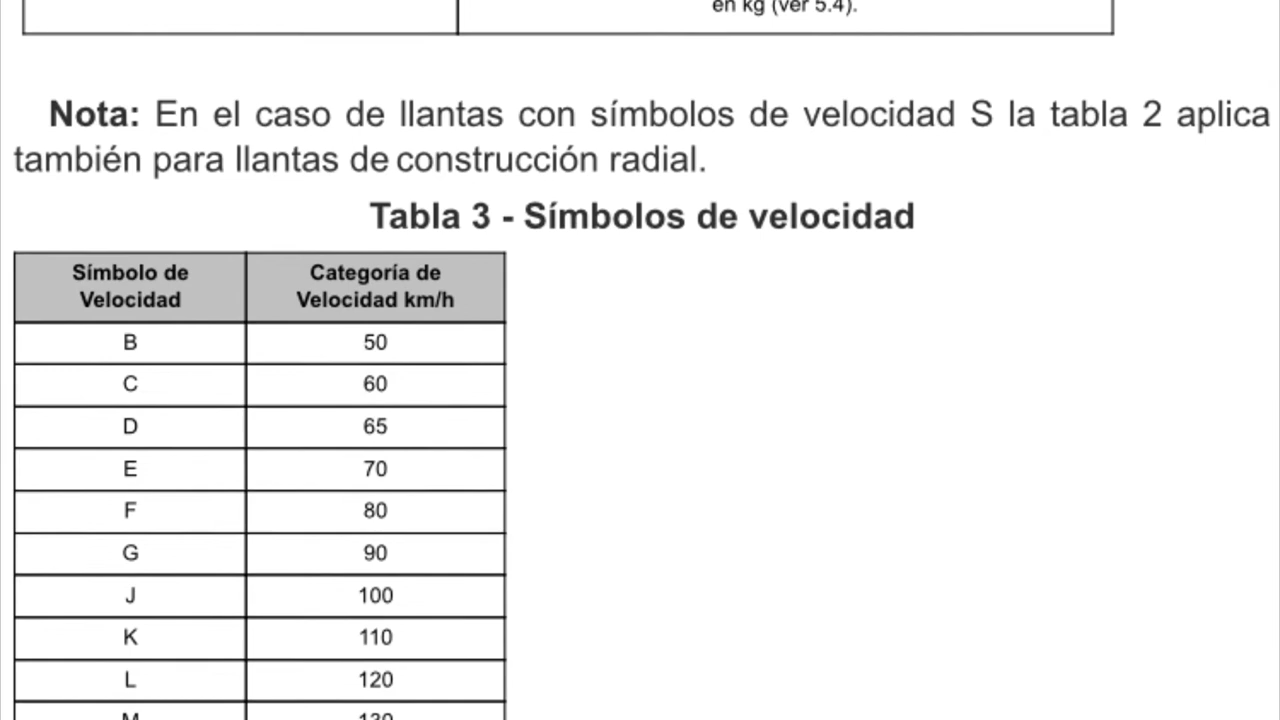 en kg (ver 5.4).
Nota: En el caso de llantas con símbolos de velocidad S la tabla 2 aplica
también para llantas de construcción radial.
Tabla 3 - Símbolos de velocidad
Símbolo de Velocidad Categoría de Velocidad km/h
B 50
C 60
D 65
E 70
F 80
G 90
J 100
K 110
L 120
M 130